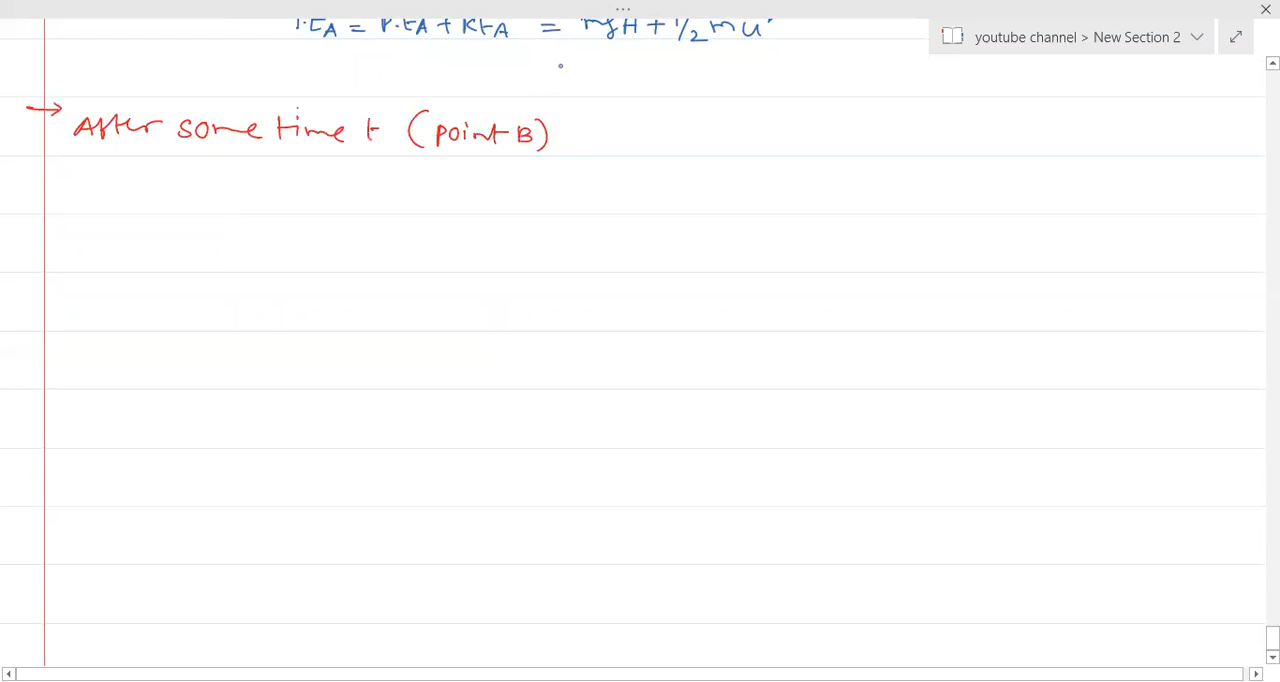 T.EA = P.EA + KEA = mgH + 1/2 mu²
youtube channel > New Section 2
→ After some time t (point B)